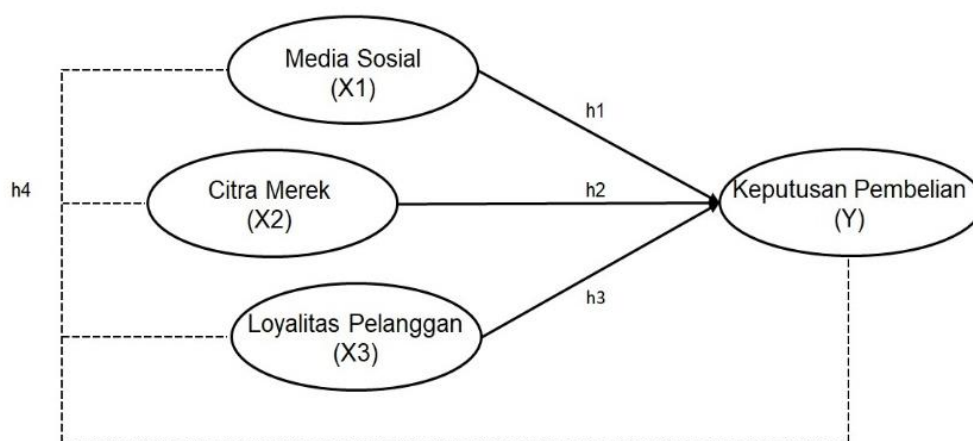 Media Sosial
(X1)
h1
h4
Citra Merek
(X2)
h2
Keputusan Pembelian
(Y)
h3
Loyalitas Pelanggan
(X3)